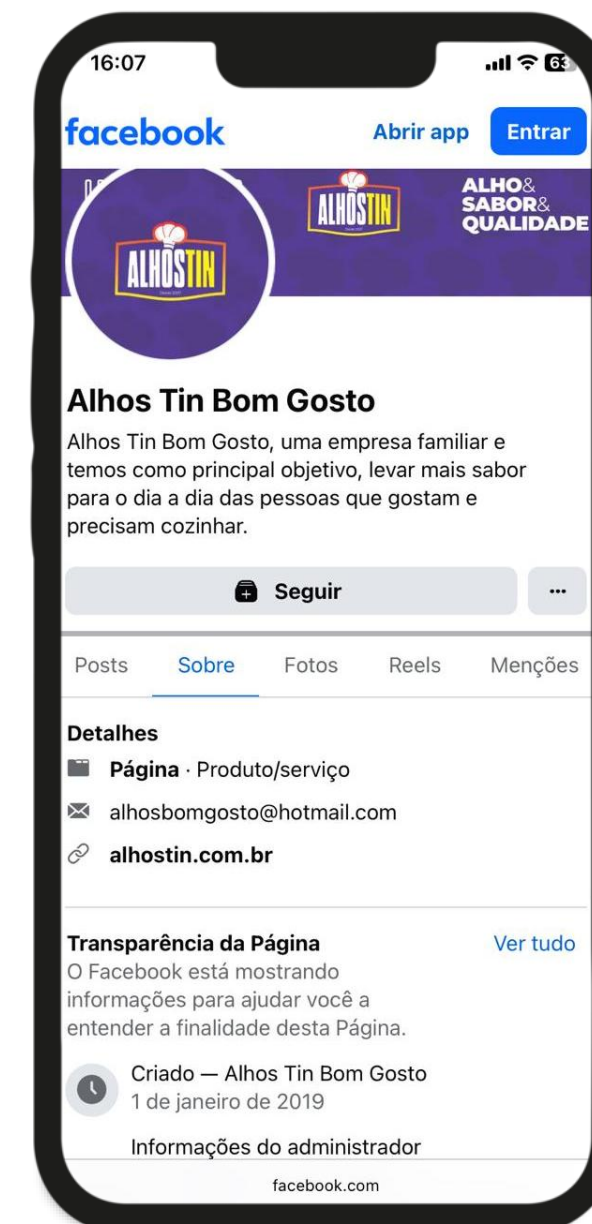 16:07
63
facebook
Abrir app
Entrar
ALHOSTIN
ALHO&
SABOR&
QUALIDADE
ALHOSTIN
Alhos Tin Bom Gosto
Alhos Tin Bom Gosto, uma empresa familiar e
temos como principal objetivo, levar mais sabor
para o dia a dia das pessoas que gostam e
precisam cozinhar.
Seguir
Posts
Sobre
Fotos
Reels
Menções
Detalhes
Página · Produto/serviço
alhosbomgosto@hotmail.com
alhostin.com.br
Transparência da Página
Ver tudo
O Facebook está mostrando
informações para ajudar você a
entender a finalidade desta Página.
Criado — Alhos Tin Bom Gosto
1 de janeiro de 2019
Informações do administrador
facebook.com